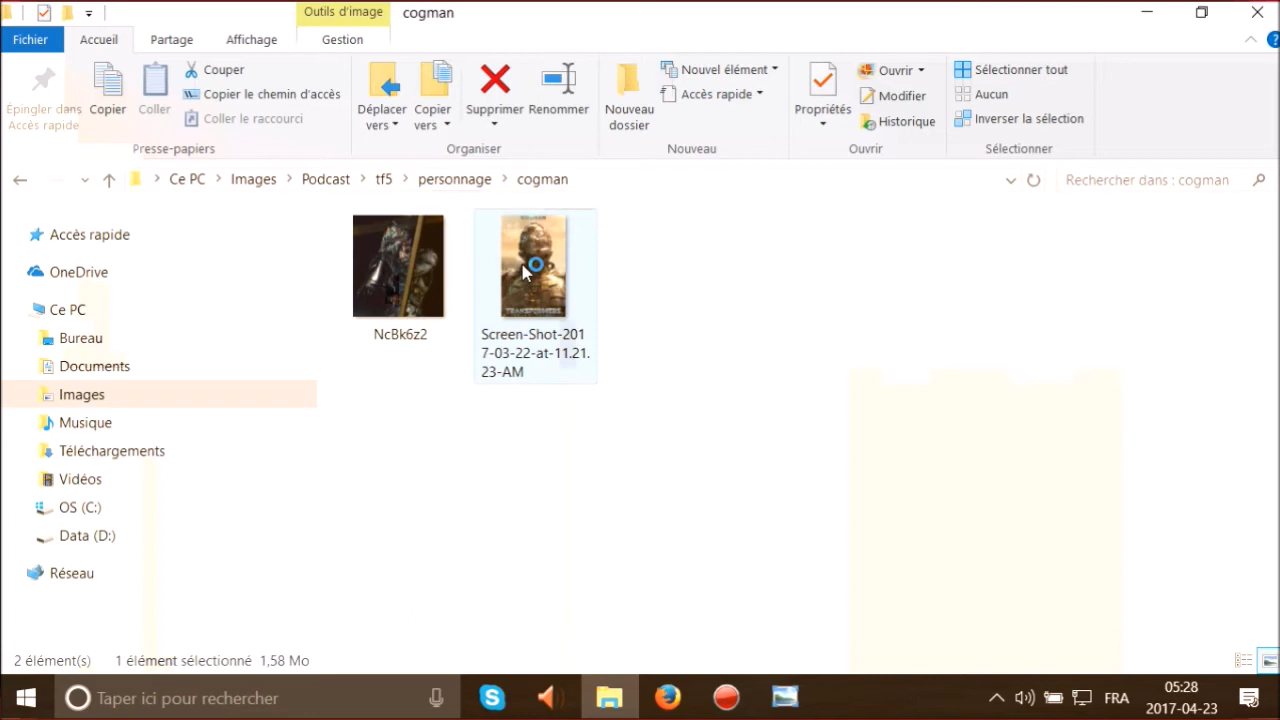 Outils d'image
cogman
Fichier
Accueil
Partage
Affichage
Gestion
Épingler dans
Accès rapide
Copier
Coller
Couper
Copier le chemin d'accès
Coller le raccourci
Presse-papiers
Déplacer
vers
Copier
vers
Supprimer
Renommer
Organiser
Nouveau
dossier
Nouvel élément
Accès rapide
Nouveau
Propriétés
Ouvrir
Modifier
Historique
Ouvrir
Sélectionner tout
Aucun
Inverser la sélection
Sélectionner
Ce PC > Images > Podcast > tf5 > personnage > cogman
Rechercher dans : cogman
Accès rapide
OneDrive
Ce PC
Bureau
Documents
Images
Musique
Téléchargements
Vidéos
OS (C:)
Data (D:)
Réseau
NcBk6z2
TRANSFORMERS
Screen-Shot-201
7-03-22-at-11.21.
23-AM
2 élément(s)
1 élément sélectionné 1,58 Mo
Taper ici pour rechercher
FRA
05:28
2017-04-23